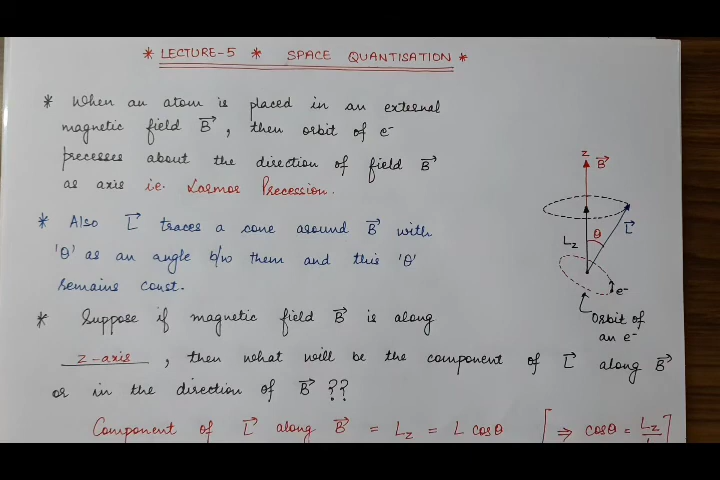 * LECTURE-5 * SPACE QUANTISATION *
* When an atom is placed in an external
magnetic field B⃗, then orbit of e⁻
precesses about the direction of field B⃗
as axis i.e. Larmor Precession.
* Also L⃗ traces a cone around B⃗ with
'θ' as an angle b/w them and this 'θ'
remains const.
z
B⃗
θ
L⃗
Lz
e⁻
Orbit of
an e⁻
* Suppose if magnetic field B⃗ is along
z-axis, then what will be the component of L⃗ along B⃗
or in the direction of B⃗ ??
Component of L⃗ along B⃗ = Lz = L cosθ [⇒ cosθ = Lz/L]